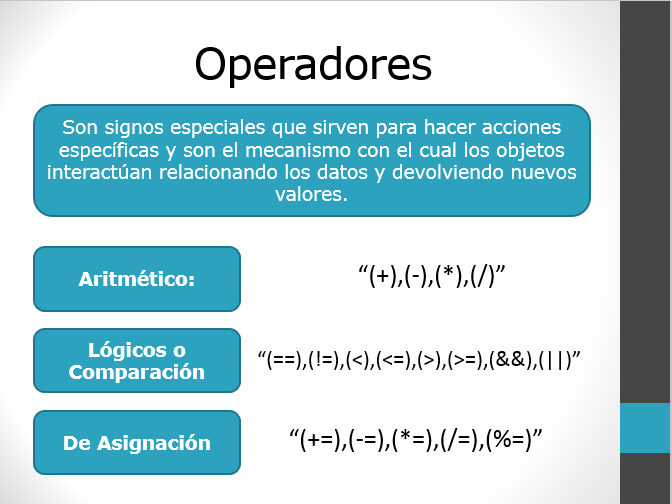 Operadores
Son signos especiales que sirven para hacer acciones
específicas y son el mecanismo con el cual los objetos
interactúan relacionando los datos y devolviendo nuevos
valores.
Aritmético:
“(+),(-),(*),(/)”
Lógicos o
Comparación
“(==),(!=),(<),(<=),(>),(>=),(&&),(||)”
De Asignación
“(+=),(-=),(*=),(/=),(%=)”